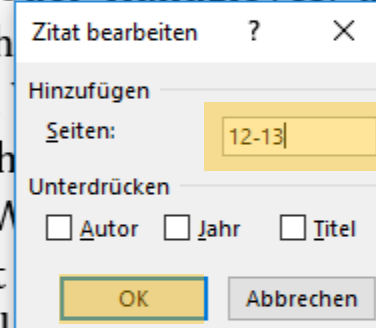 Zitat bearbeiten ? ×
Hinzufügen
Seiten: 12-13
Unterdrücken
Autor Jahr Titel
OK Abbrechen